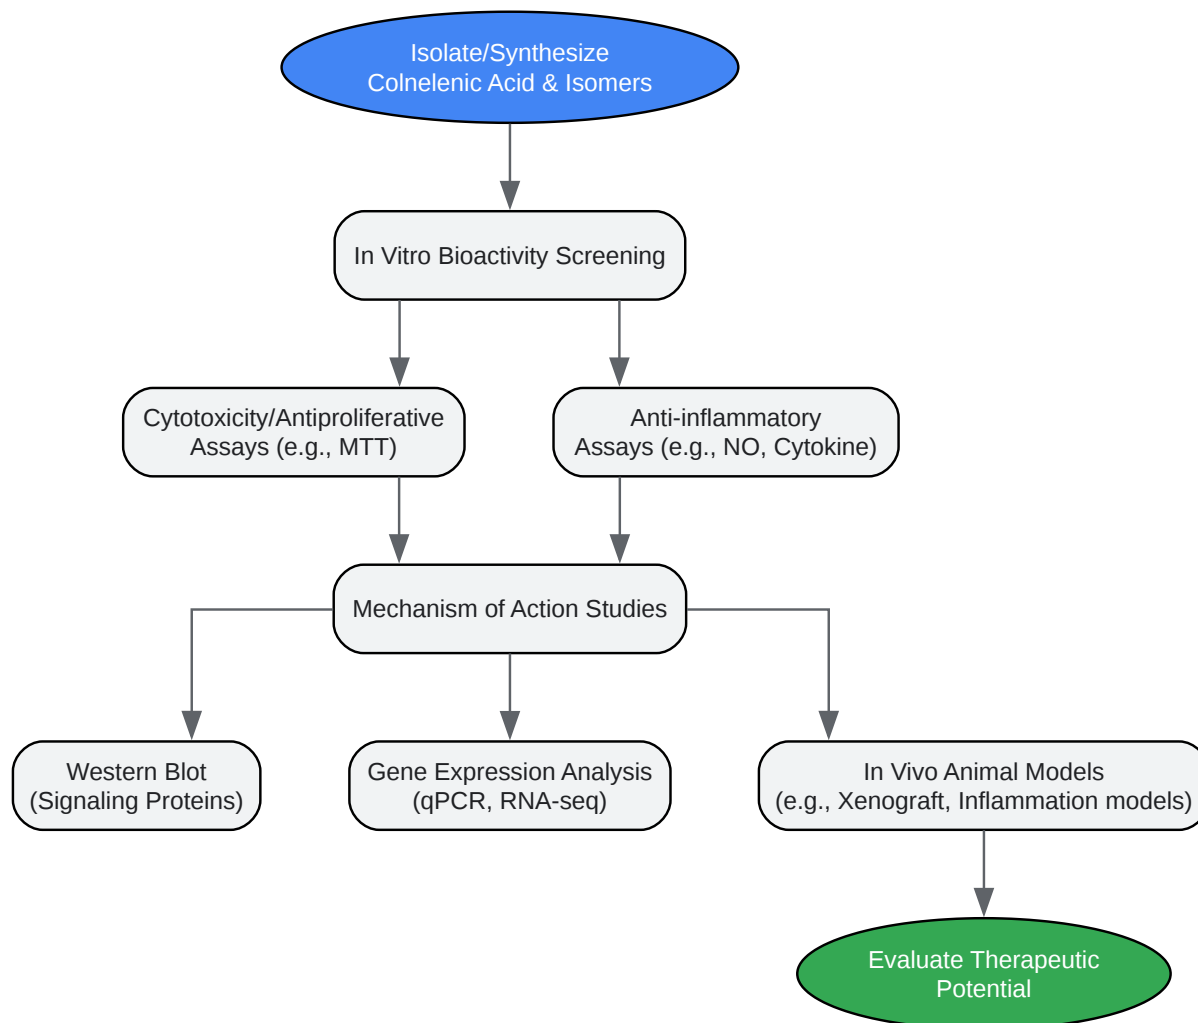 Isolate/Synthesize
Colnelenic Acid & Isomers
In Vitro Bioactivity Screening
Cytotoxicity/Antiproliferative
Assays (e.g., MTT)
Anti-inflammatory
Assays (e.g., NO, Cytokine)
Mechanism of Action Studies
Western Blot
(Signaling Proteins)
Gene Expression Analysis
(qPCR, RNA-seq)
In Vivo Animal Models
(e.g., Xenograft, Inflammation models)
Evaluate Therapeutic
Potential